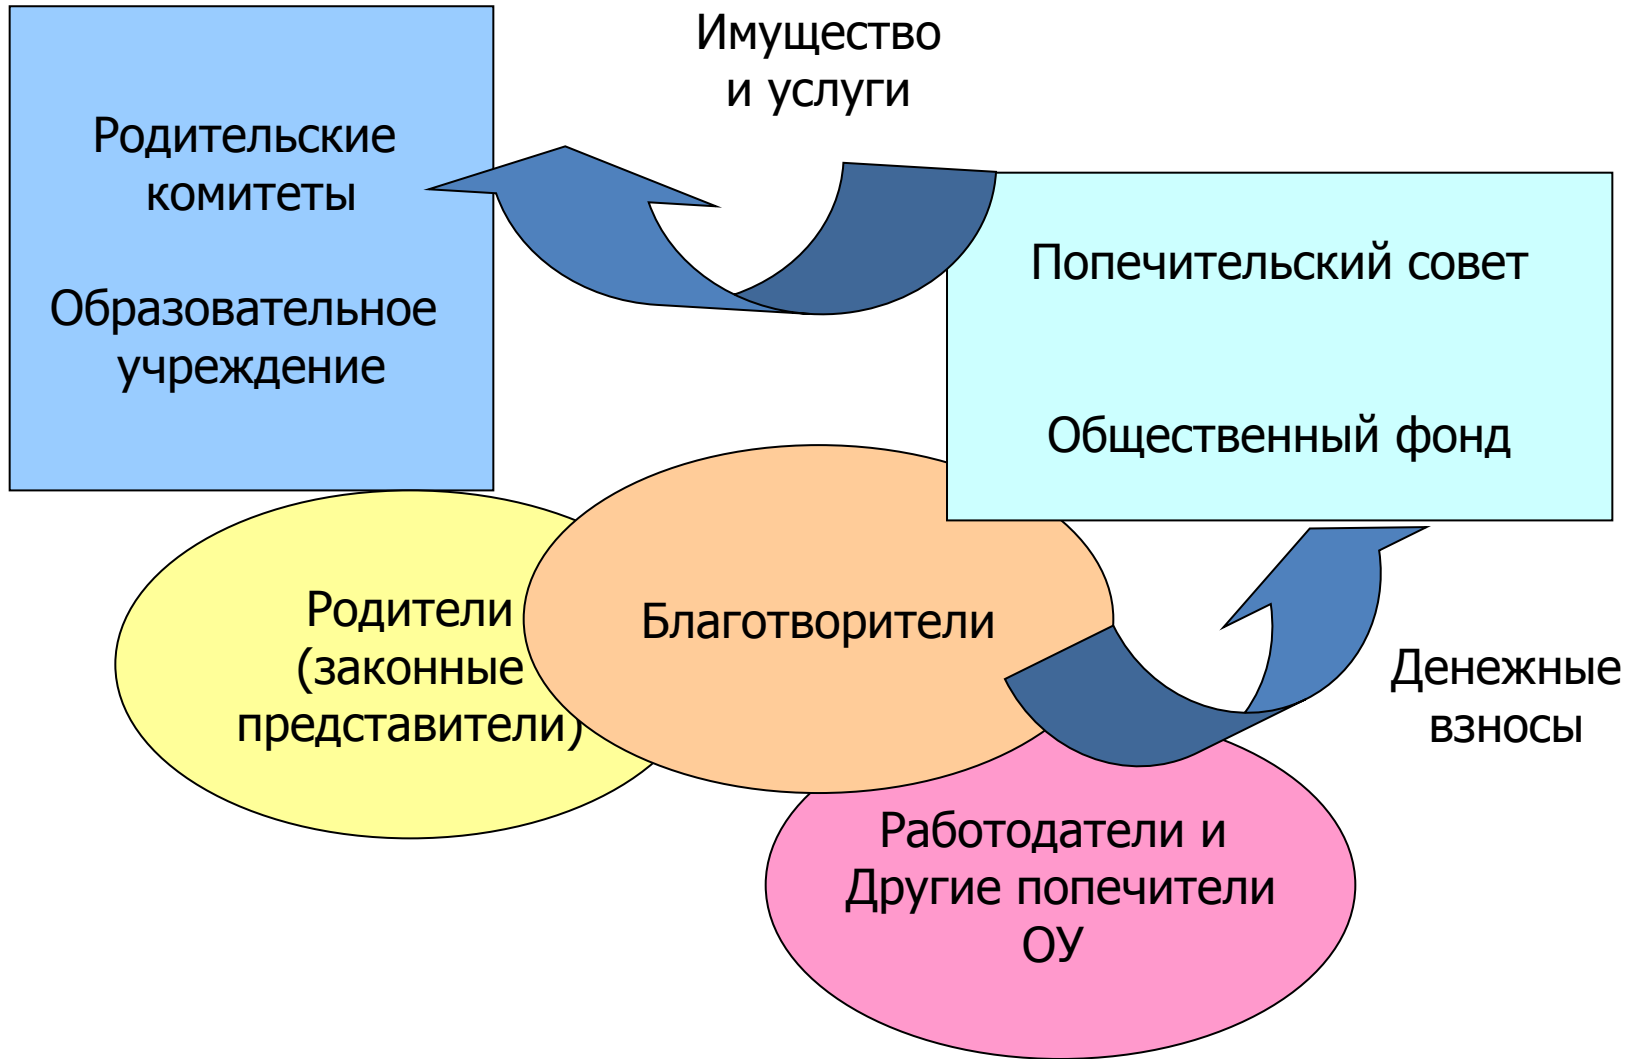 Имущество
и услуги
Родительские
комитеты
Образовательное
учреждение
Попечительский совет
Общественный фонд
Родители
(законные
представители)
Благотворители
Денежные
взносы
Работодатели и
Другие попечители
ОУ